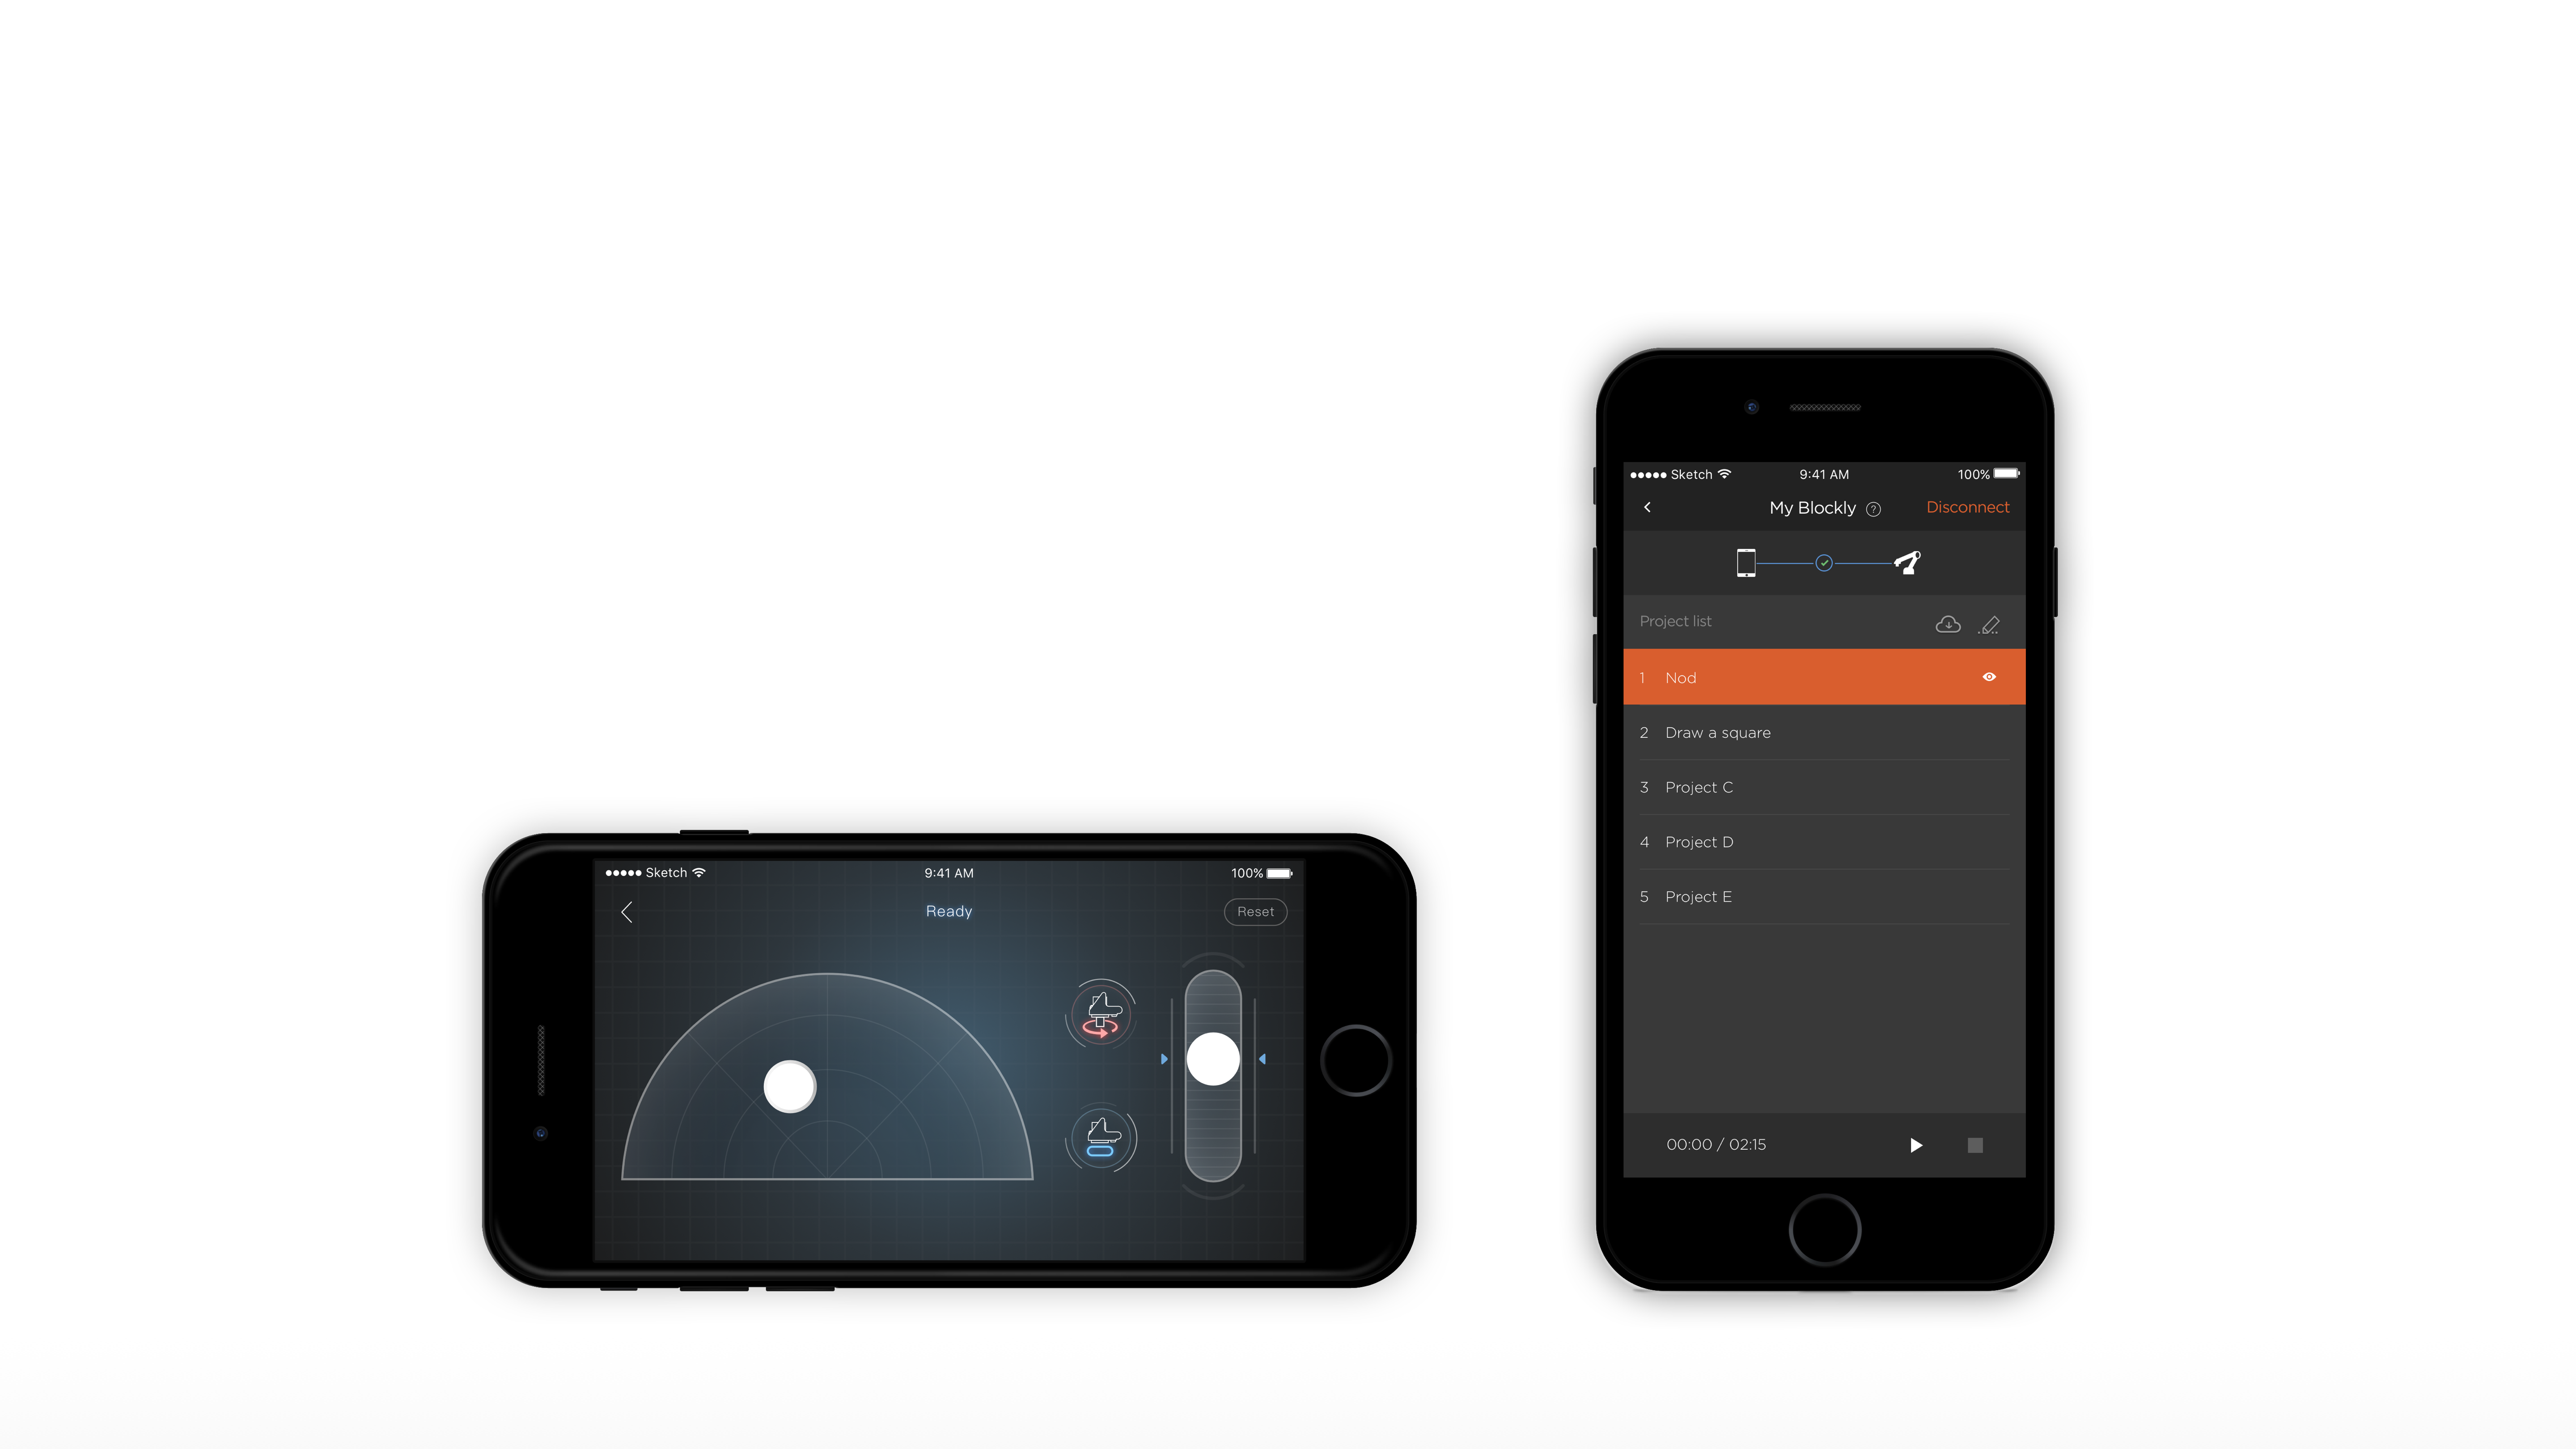 Sketch 9:41 AM 100%
Ready
Reset
Sketch 9:41 AM 100%
My Blockly ? Disconnect
Project list
1 Nod
2 Draw a square
3 Project C
4 Project D
5 Project E
00:00 / 02:15